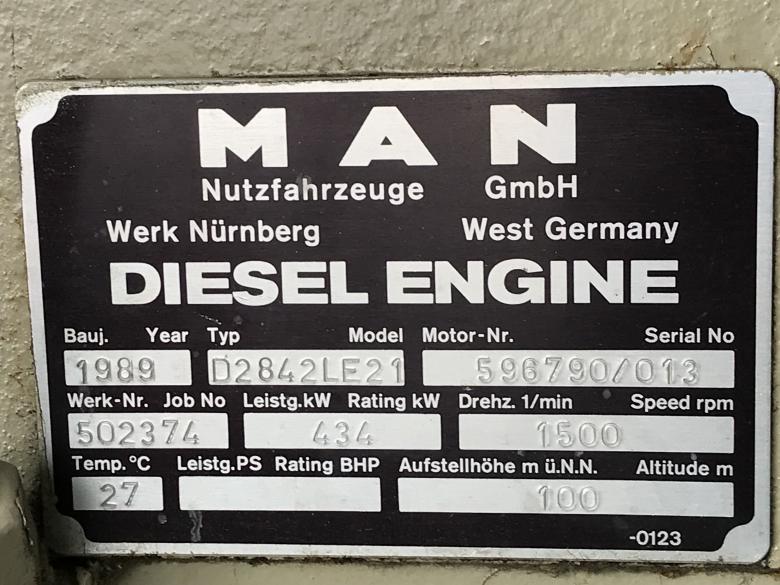 MAN
Nutzfahrzeuge GmbH
Werk Nürnberg West Germany
DIESEL ENGINE
Bauj. Year Typ Model Motor-Nr. Serial No
1989 D2842LE21 596790/013
Werk-Nr. Job No Leistg.kW Rating kW Drehz. 1/min Speed rpm
502374 434 1500
Temp.°C Leistg.PS Rating BHP Aufstellhöhe m ü.N.N. Altitude m
27 100
-0123